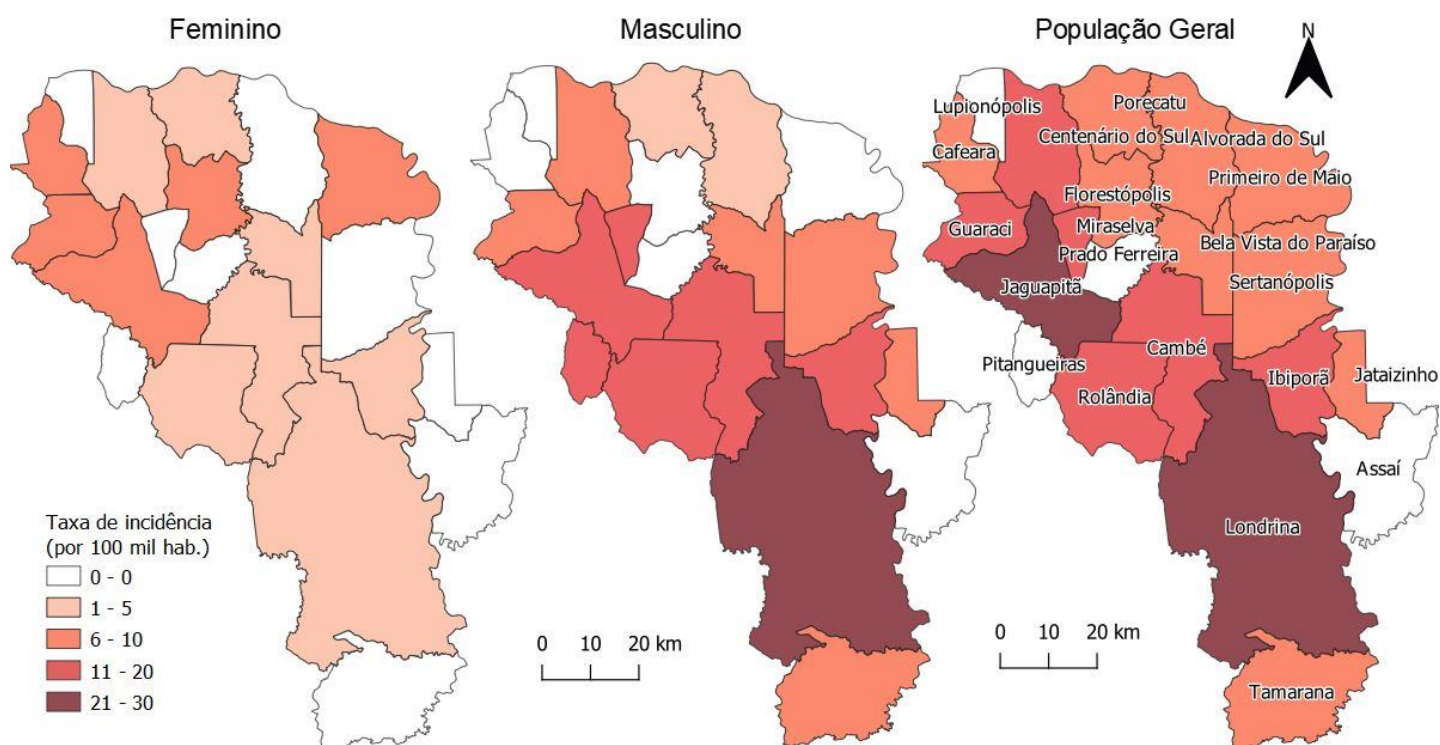 Feminino
Masculino
População Geral
N
Lupionópolis
Porecatu
Centenário do Sul
Alvorada do Sul
Cafeara
Primeiro de Maio
Florestópolis
Guaraci
Miraselva
Bela Vista do Paraíso
Prado Ferreira
Jaguapitã
Sertanópolis
Pitangueiras
Cambé
Rolândia
Ibiporã
Jataizinho
Assaí
Londrina
Tamarana
Taxa de incidência
(por 100 mil hab.)
0 - 0
1 - 5
6 - 10
11 - 20
21 - 30
0 10 20 km
0 10 20 km